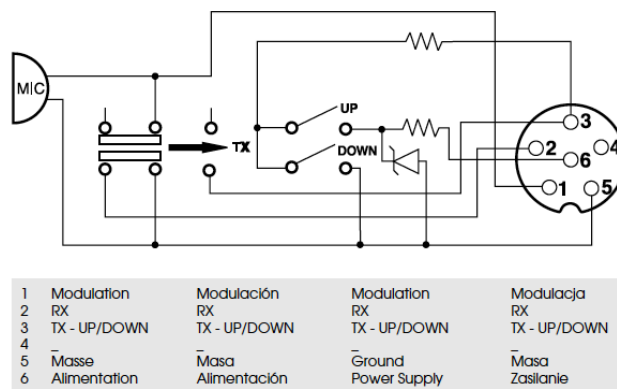 MIC
UP
TX
DOWN
3
2
4
6
1
5
1 Modulation Modulación Modulation Modulacja
2 RX RX RX RX
3 TX - UP/DOWN TX - UP/DOWN TX - UP/DOWN TX - UP/DOWN
4 _ _ _ _
5 Masse Masa Ground Masa
6 Alimentation Alimentación Power Supply Zasilanie